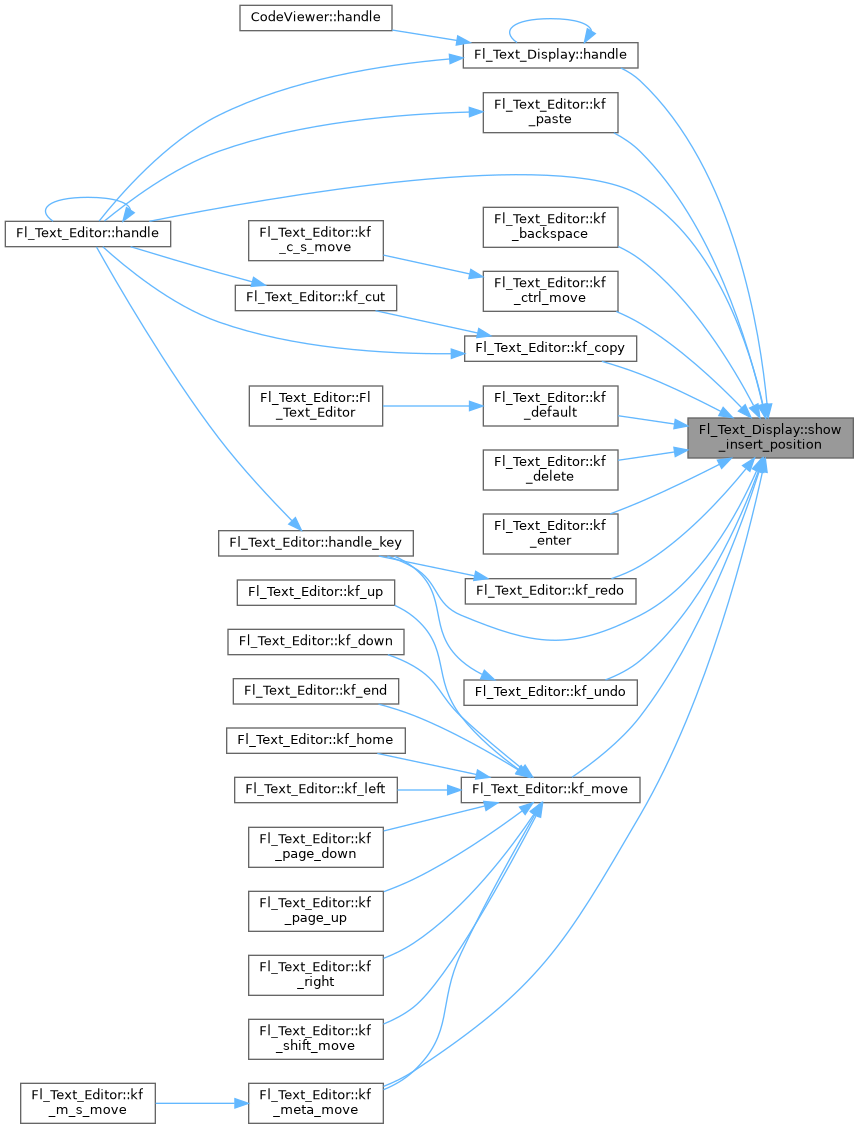 CodeViewer::handle
Fl_Text_Display::handle
Fl_Text_Editor::kf
_paste
Fl_Text_Editor::handle
Fl_Text_Editor::kf
_backspace
Fl_Text_Editor::kf
_c_s_move
Fl_Text_Editor::kf
_ctrl_move
Fl_Text_Editor::kf_cut
Fl_Text_Editor::kf_copy
Fl_Text_Editor::Fl
_Text_Editor
Fl_Text_Editor::kf
_default
Fl_Text_Display::show
_insert_position
Fl_Text_Editor::kf
_delete
Fl_Text_Editor::kf
_enter
Fl_Text_Editor::handle_key
Fl_Text_Editor::kf_redo
Fl_Text_Editor::kf_up
Fl_Text_Editor::kf_down
Fl_Text_Editor::kf_end
Fl_Text_Editor::kf_undo
Fl_Text_Editor::kf_home
Fl_Text_Editor::kf_left
Fl_Text_Editor::kf_move
Fl_Text_Editor::kf
_page_down
Fl_Text_Editor::kf
_page_up
Fl_Text_Editor::kf
_right
Fl_Text_Editor::kf
_shift_move
Fl_Text_Editor::kf
_m_s_move
Fl_Text_Editor::kf
_meta_move